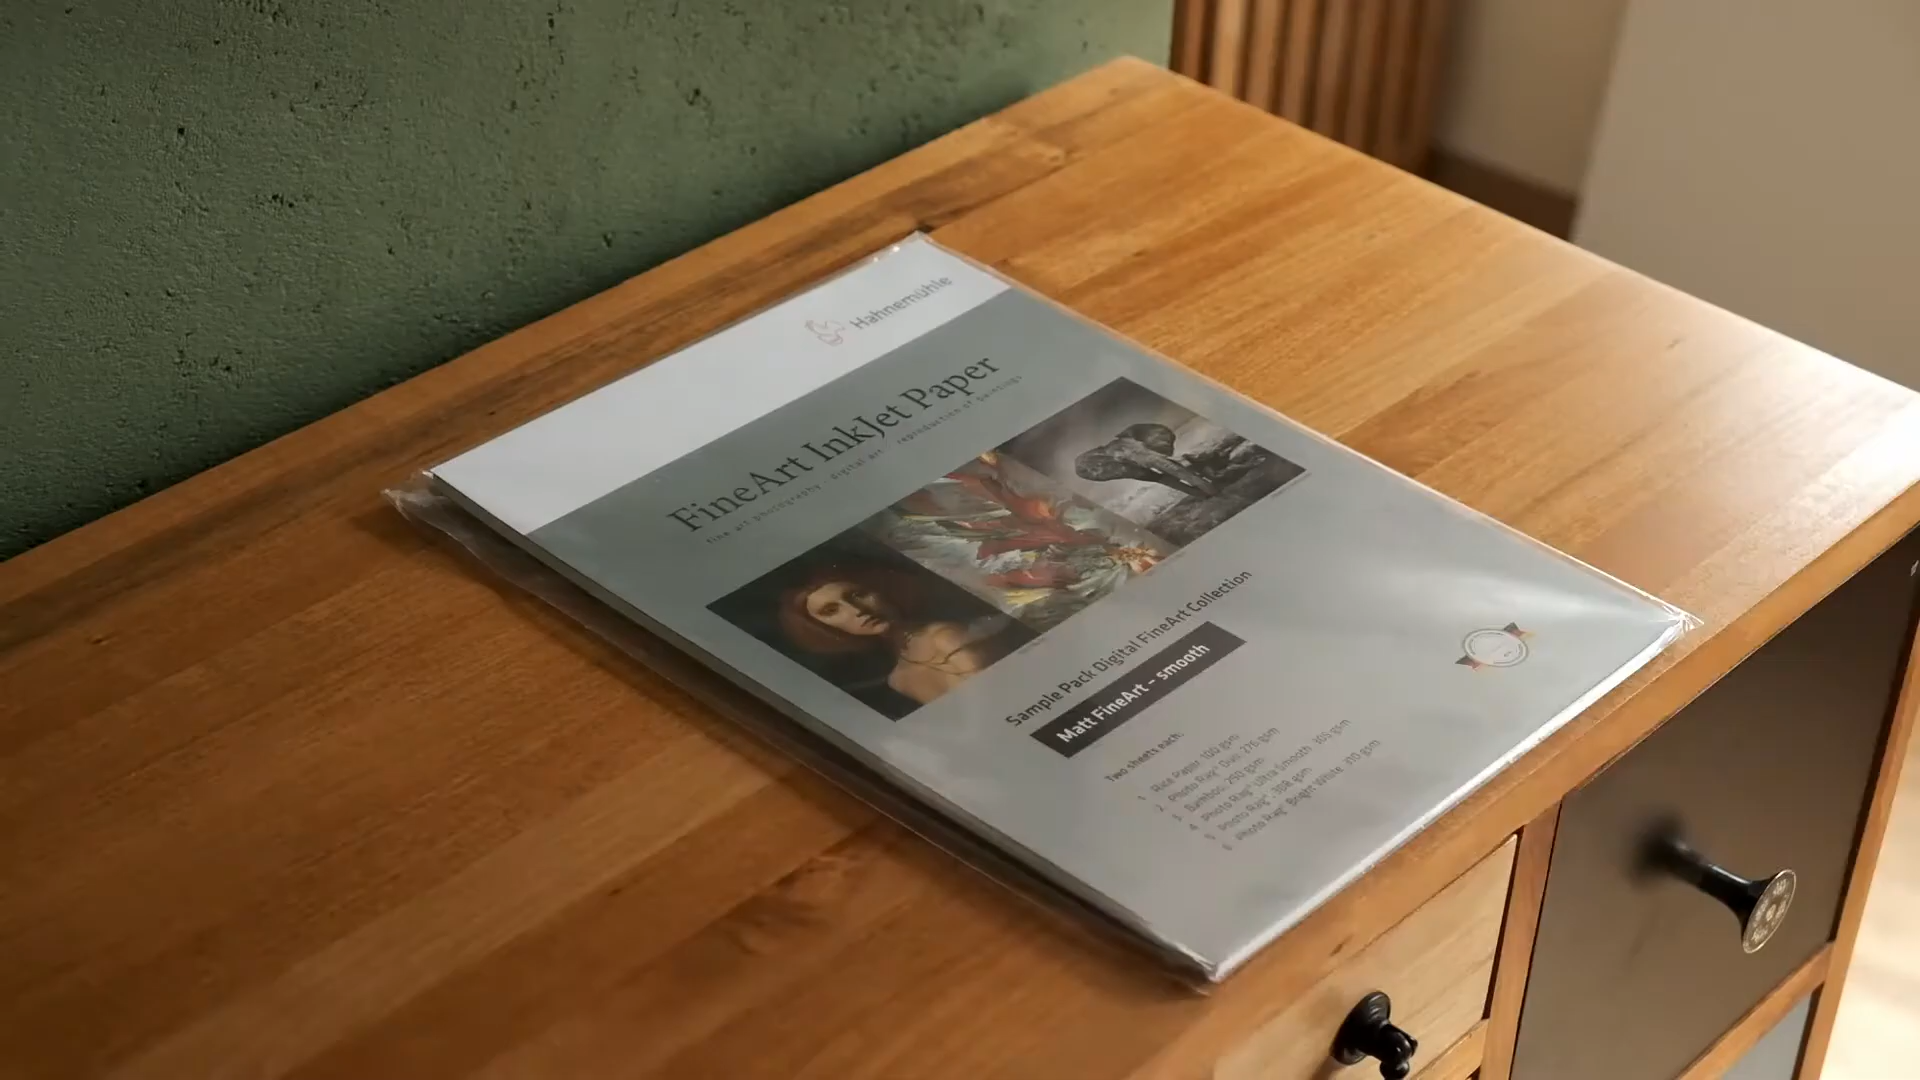 Hahnemühle
FineArt InkJet Paper
fine art photography . digital art . reproduction of paintings
Sample Pack Digital FineArt Collection
Matt FineArt – smooth
Two sheets each:
1. Rice Paper, 100 gsm
2. Photo Rag® Duo, 276 gsm
3. Bamboo, 290 gsm
4. Photo Rag® Ultra Smooth, 305 gsm
5. Photo Rag®, 308 gsm
6. Photo Rag® Bright White, 310 gsm